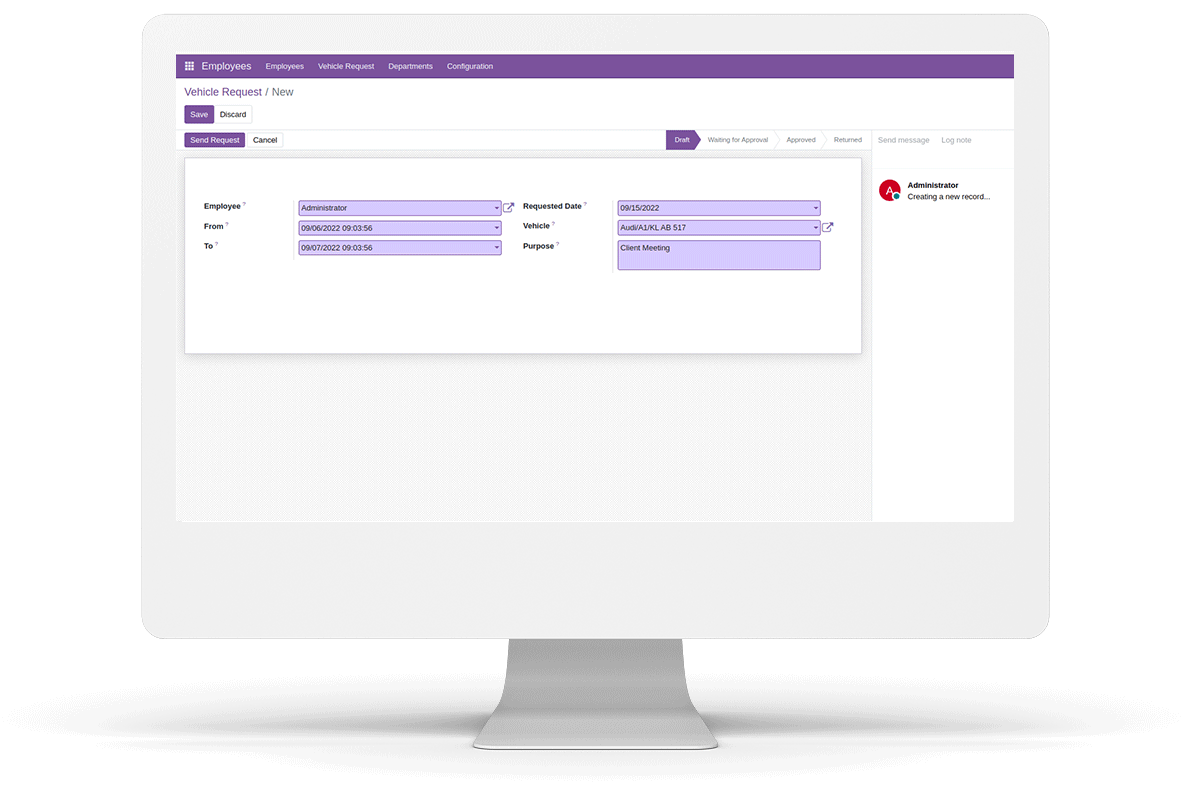 Employees Employees Vehicle Request Departments Configuration
Vehicle Request / New
Save Discard
Send Request Cancel Draft Waiting for Approval Approved Returned Send message Log note
Administrator
Creating a new record...
A
Employee ? Administrator Requested Date ? 09/15/2022
From ? 09/06/2022 09:03:56 Vehicle ? Audi/A1/KL AB 517
To ? 09/07/2022 09:03:56 Purpose ? Client Meeting